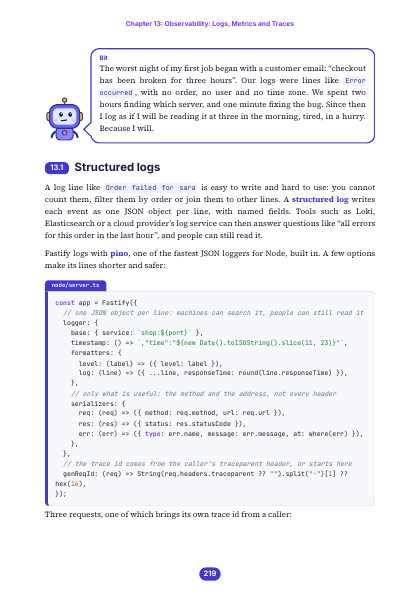 Chapter 13: Observability: Logs, Metrics and Traces
Bit
The worst night of my first job began with a customer email: “checkout
has been broken for three hours”. Our logs were lines like Error
occurred, with no order, no user and no time zone. We spent two
hours finding which server, and one minute fixing the bug. Since then
I log as if I will be reading it at three in the morning, tired, in a hurry.
Because I will.
13.1 Structured logs
A log line like Order failed for sara is easy to write and hard to use: you cannot
count them, filter them by order or join them to other lines. A structured log writes
each event as one JSON object per line, with named fields. Tools such as Loki,
Elasticsearch or a cloud provider's log service can then answer questions like “all errors
for this order in the last hour”, and people can still read it.
Fastify logs with pino, one of the fastest JSON loggers for Node, built in. A few options
make its lines shorter and safer:
node/server.ts
const app = Fastify({
  // one JSON object per line: machines can search it, people can still read it
  logger: {
    base: { service: `shop:${port}` },
    timestamp: () => `,"time":"${new Date().toISOString().slice(11, 23)}"`,
    formatters: {
      level: (label) => ({ level: label }),
      log: (line) => ({ ...line, responseTime: round(line.responseTime) }),
    },
    // only what is useful: the method and the address, not every header
    serializers: {
      req: (req) => ({ method: req.method, url: req.url }),
      res: (res) => ({ status: res.statusCode }),
      err: (err) => ({ type: err.name, message: err.message, at: where(err) }),
    },
  },
  // the trace id comes from the caller's traceparent header, or starts here
  genReqId: (req) => String(req.headers.traceparent ?? "").split("-")[1] ??
hex(16),
});
Three requests, one of which brings its own trace id from a caller:
219